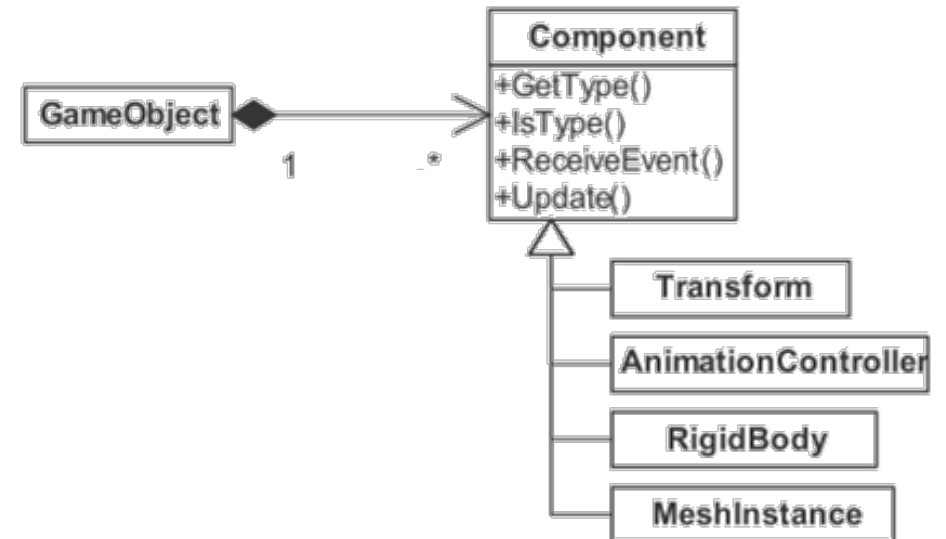 Component
+GetType()
+IsType()
+ReceiveEvent()
+Update()
GameObject
1
*
Transform
AnimationController
RigidBody
MeshInstance